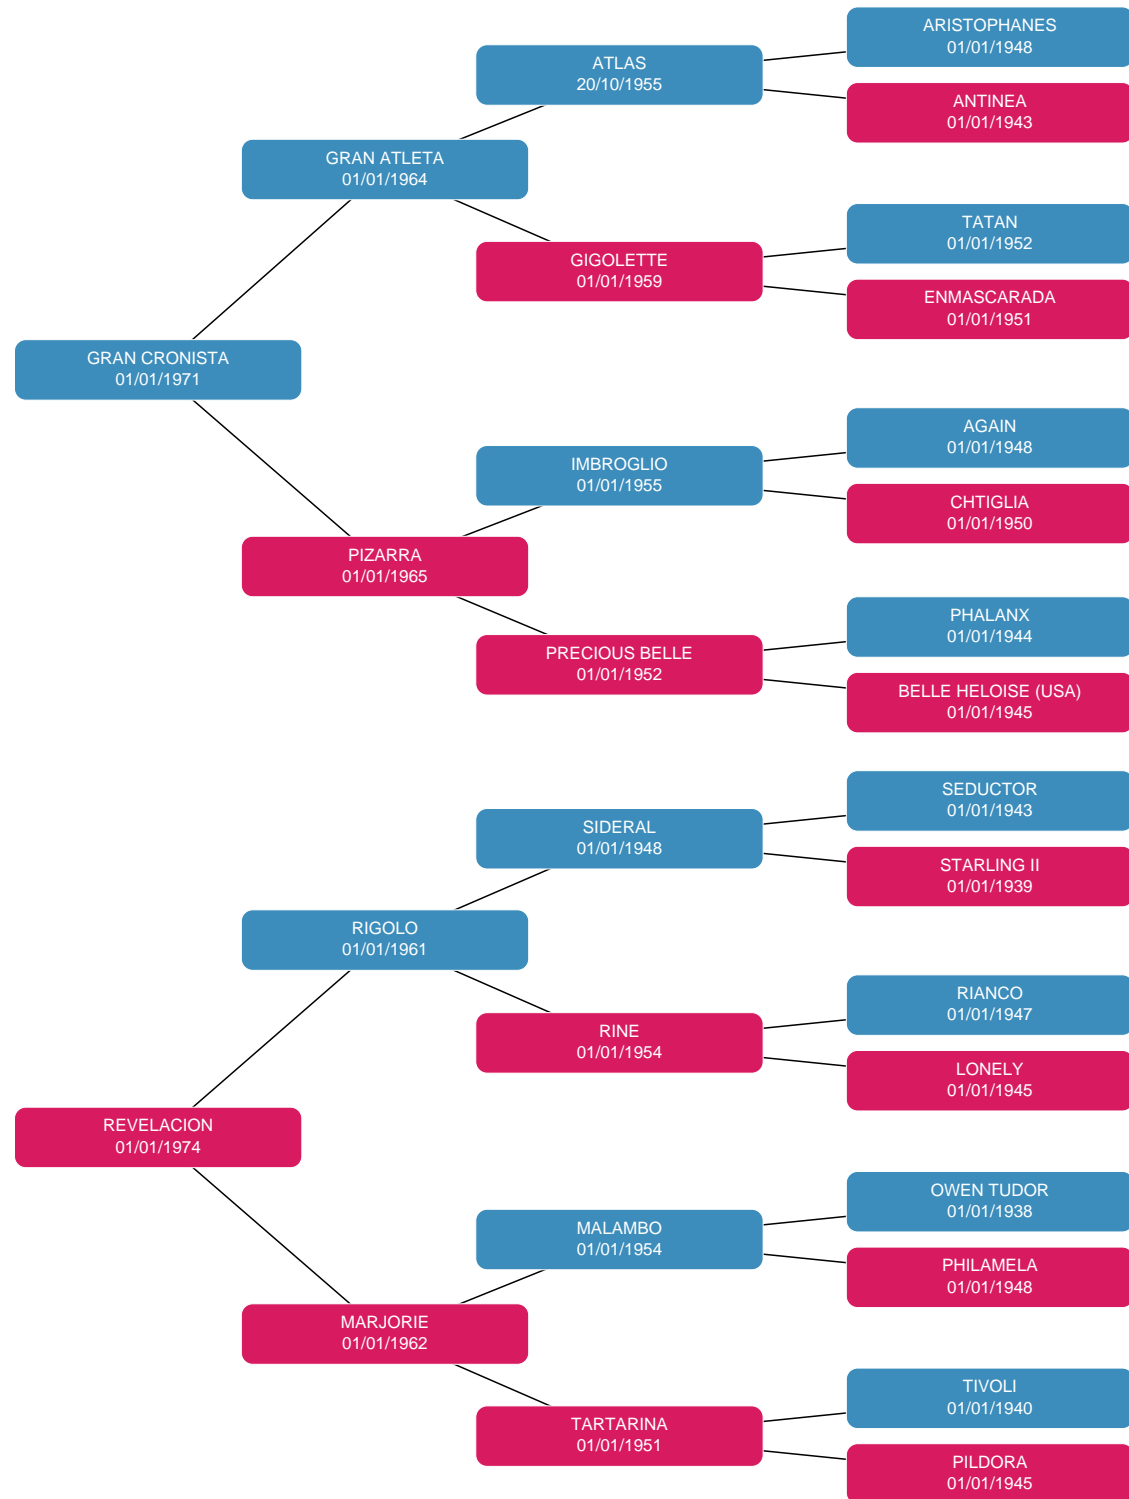 ARISTOPHANES
01/01/1948
ATLAS
20/10/1955
ANTINEA
01/01/1943
GRAN ATLETA
01/01/1964
TATAN
01/01/1952
GIGOLETTE
01/01/1959
ENMASCARADA
01/01/1951
GRAN CRONISTA
01/01/1971
AGAIN
01/01/1948
IMBROGLIO
01/01/1955
CHTIGLIA
01/01/1950
PIZARRA
01/01/1965
PHALANX
01/01/1944
PRECIOUS BELLE
01/01/1952
BELLE HELOISE (USA)
01/01/1945
SEDUCTOR
01/01/1943
SIDERAL
01/01/1948
STARLING II
01/01/1939
RIGOLO
01/01/1961
RIANCO
01/01/1947
RINE
01/01/1954
LONELY
01/01/1945
REVELACION
01/01/1974
OWEN TUDOR
01/01/1938
MALAMBO
01/01/1954
PHILAMELA
01/01/1948
MARJORIE
01/01/1962
TIVOLI
01/01/1940
TARTARINA
01/01/1951
PILDORA
01/01/1945